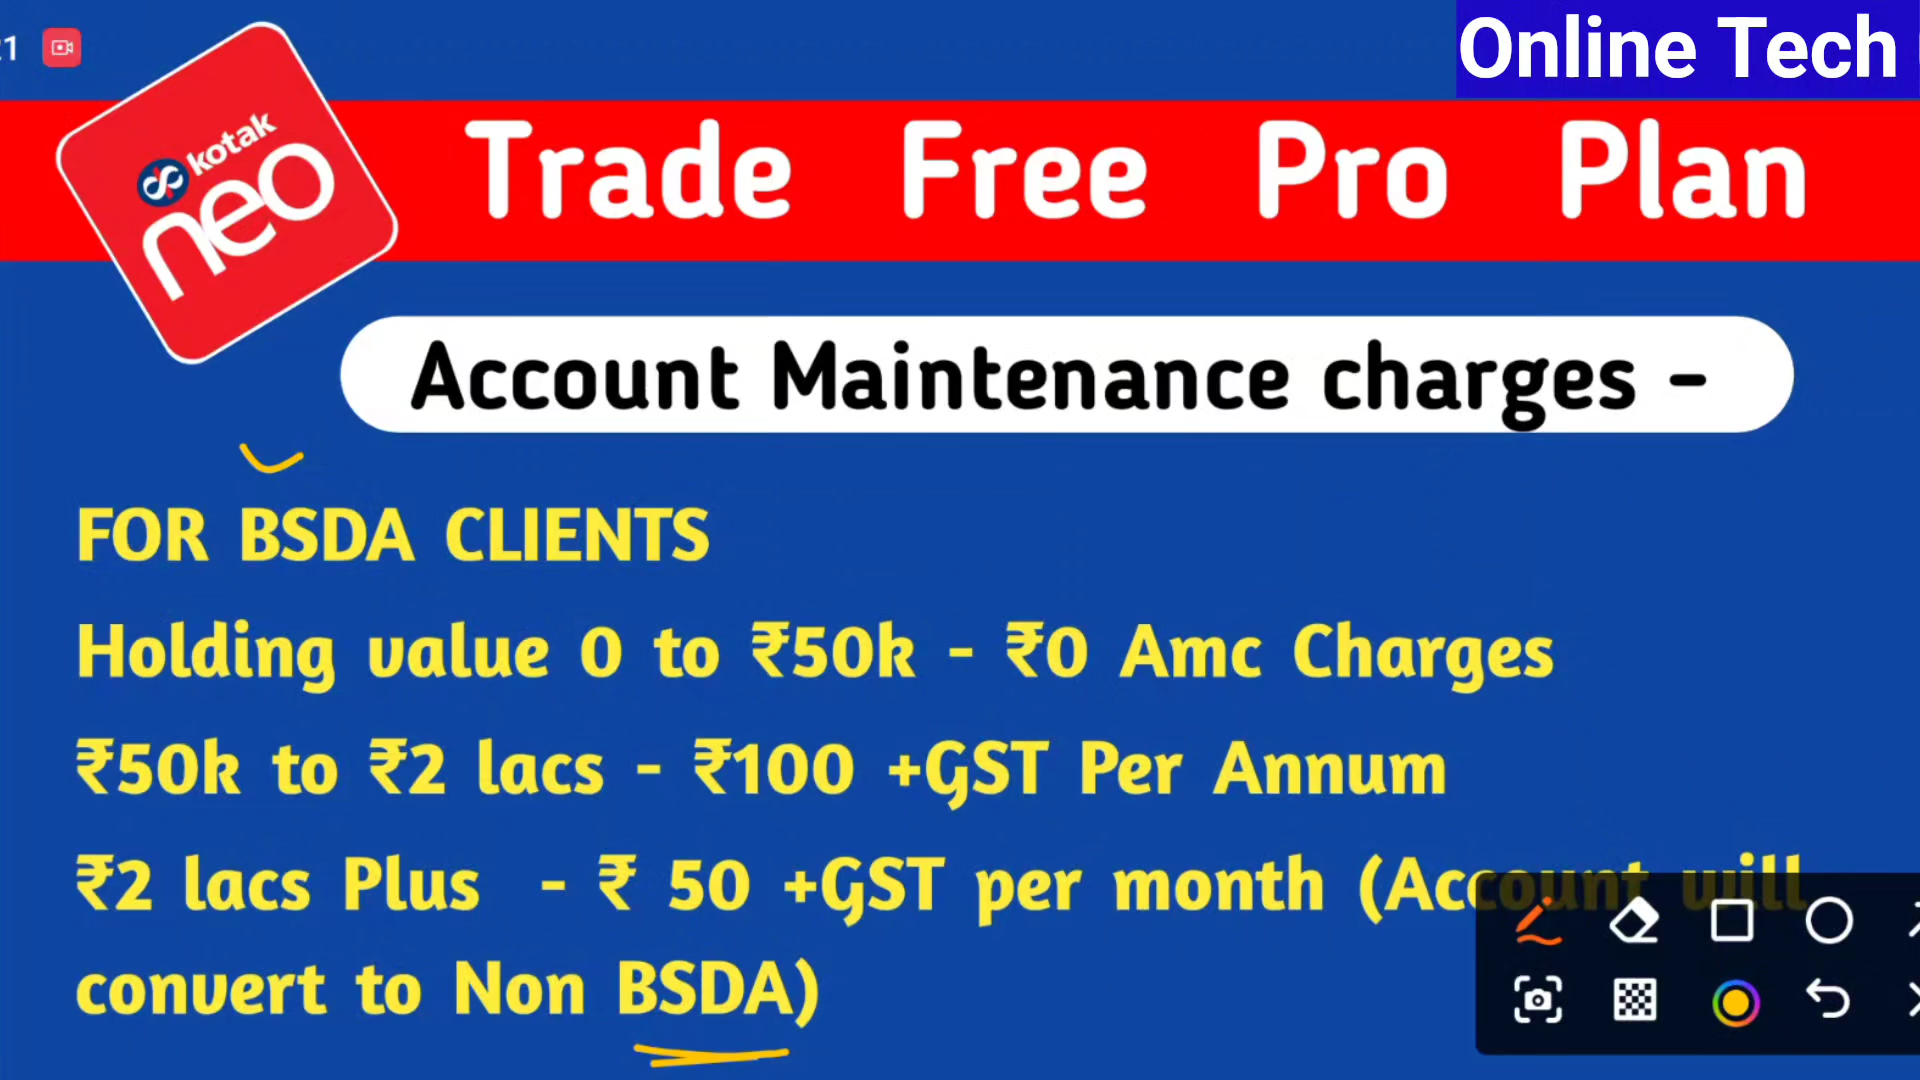 21
Online Tech
kotak
neo
Trade Free Pro Plan
Account Maintenance charges -
FOR BSDA CLIENTS
Holding value 0 to ₹50k - ₹0 Amc Charges
₹50k to ₹2 lacs - ₹100 +GST Per Annum
₹2 lacs Plus - ₹ 50 +GST per month (Account will
convert to Non BSDA)